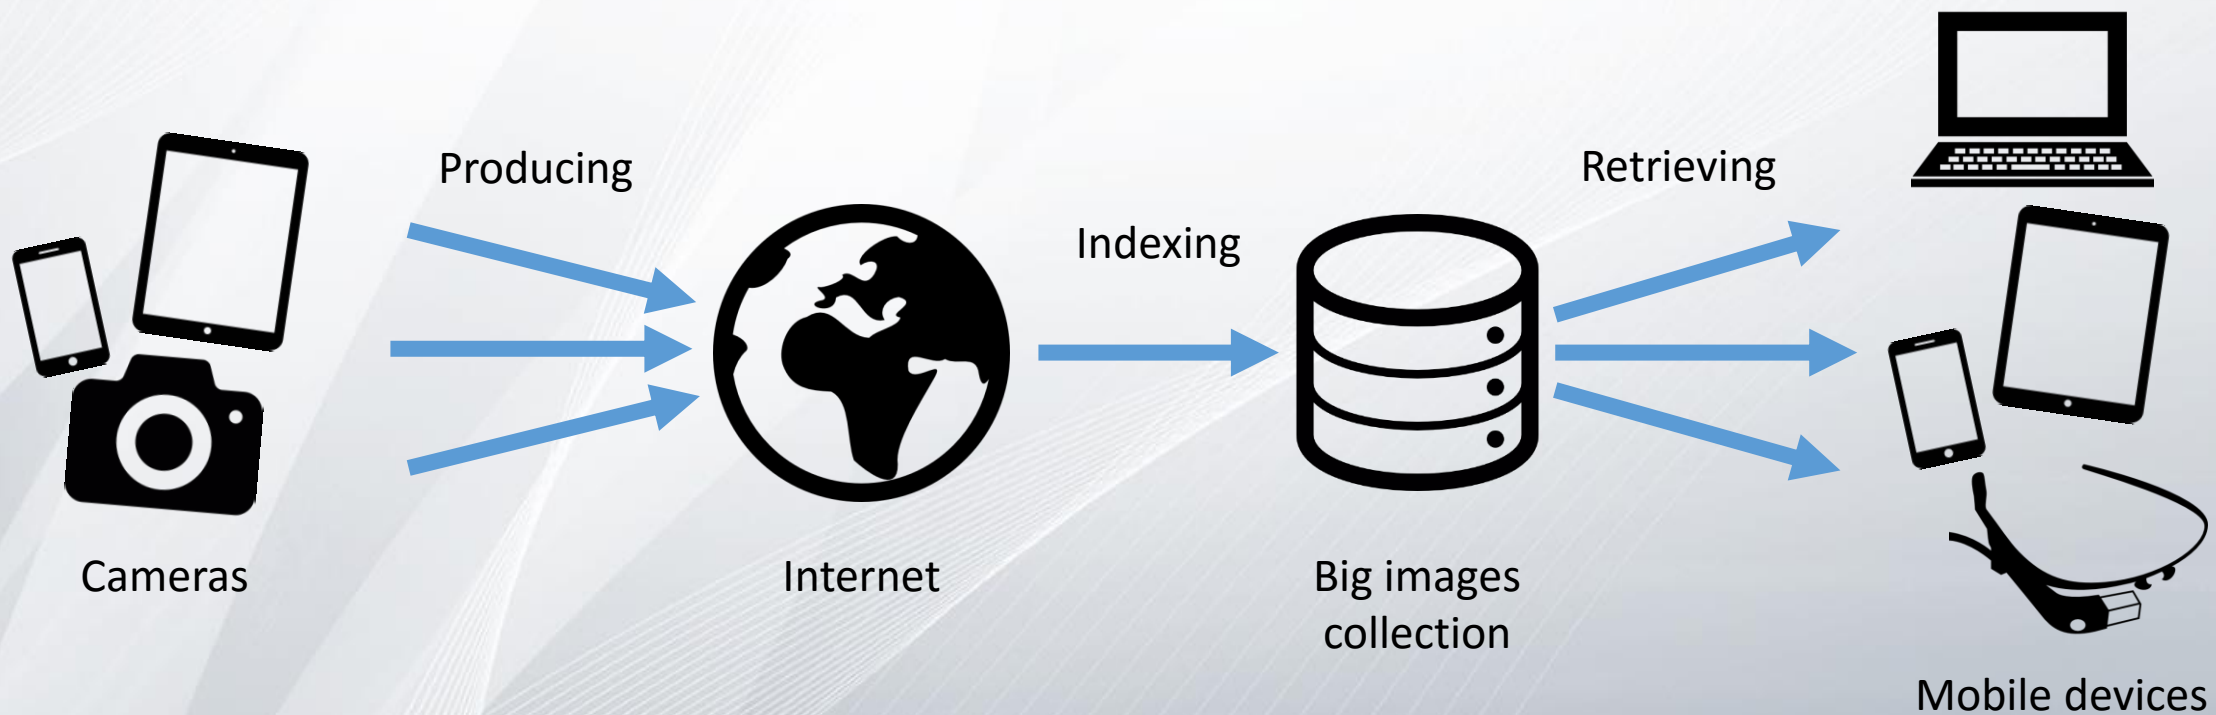 Producing
Retrieving
Indexing
Cameras
Internet
Big images
collection
Mobile devices